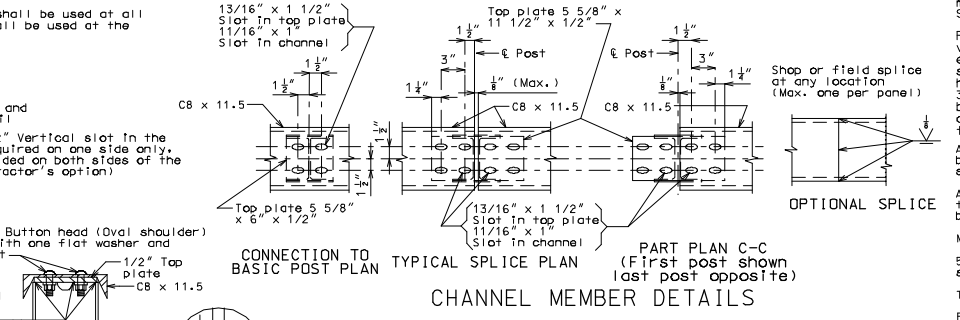 shall be used at all
all be used at the
and
" Vertical slot in the
quired on one side only,
ided on both sides of the
ractor's option)
13/16" x 1 1/2"
Slot in top plate
11/16" x 1"
Slot in channel
1 1/2"
1 1/2"
C8 x 11.5
Top plate 5 5/8"
x 6" x 1/2"
1 1/2"
1 1/2"
CONNECTION TO
BASIC POST PLAN
Top plate 5 5/8" x
11 1/2" x 1/2"
1 1/2"
℄ Post
3"
1 1/4"
1/8" (Max.)
C8 x 11.5
13/16" x 1 1/2"
Slot in top plate
11/16" x 1"
Slot in channel
TYPICAL SPLICE PLAN
1 1/2"
℄ Post
3"
1 1/4"
C8 x 11.5
PART PLAN C-C
(First post shown
last post opposite)
Shop or field splice
at any location
(Max. one per panel)
1/8
OPTIONAL SPLICE
Button head (Oval shoulder)
with one flat washer and
1/2" Top
plate
C8 x 11.5
CHANNEL MEMBER DETAILS